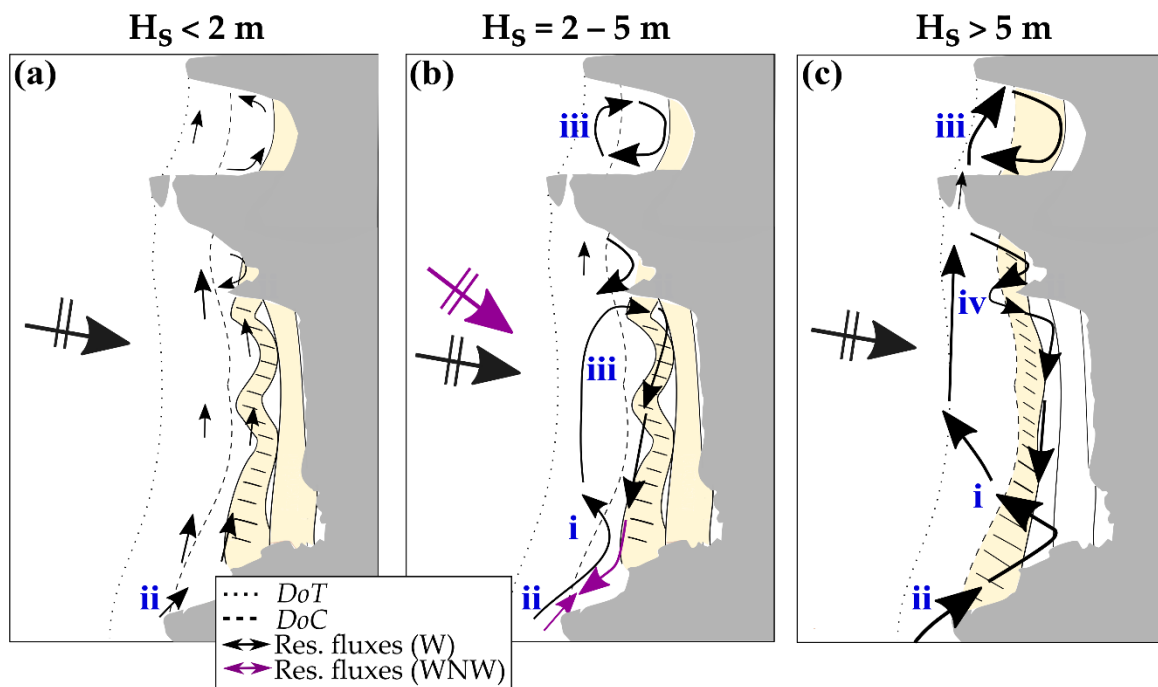 Hs < 2 m
Hs = 2 – 5 m
Hs > 5 m
(a)
ii
(b)
iii
iii
i
ii
(c)
iii
iv
i
ii
DoT
DoC
Res. fluxes (W)
Res. fluxes (WNW)